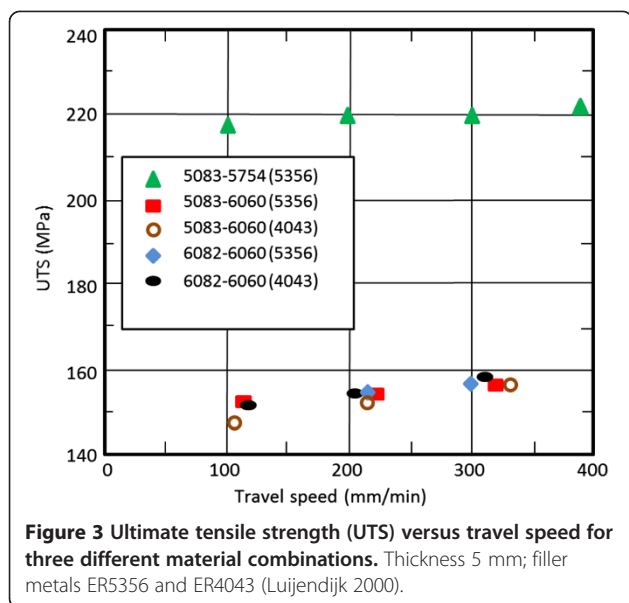 240
220
200
180
160
140
UTS (MPa)
5083-5754 (5356)
5083-6060 (5356)
5083-6060 (4043)
6082-6060 (5356)
6082-6060 (4043)
0 100 200 300 400
Travel speed (mm/min)
Figure 3 Ultimate tensile strength (UTS) versus travel speed for
three different material combinations. Thickness 5 mm; filler
metals ER5356 and ER4043 (Luijendijk 2000).